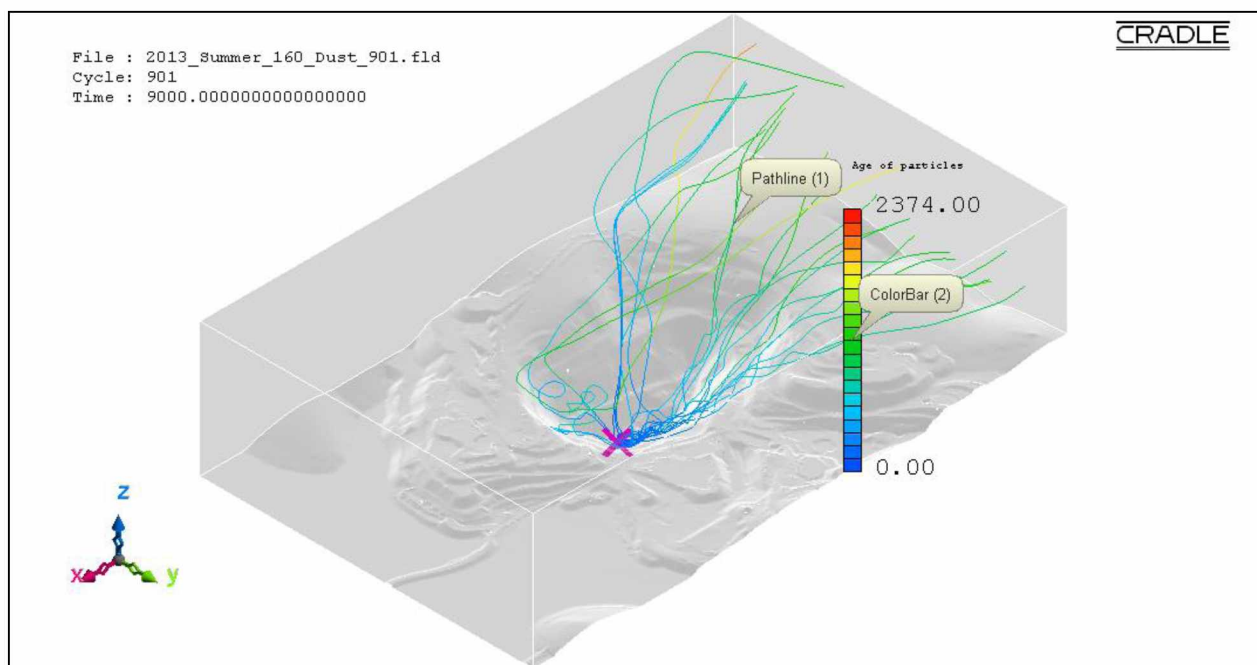 File : 2013_Summer_160_Dust_901.fld
Cycle: 901
Time : 9000.0000000000000000
CRADLE
Age of particles
Pathline (1)
2374.00
ColorBar (2)
0.00
z
x
y